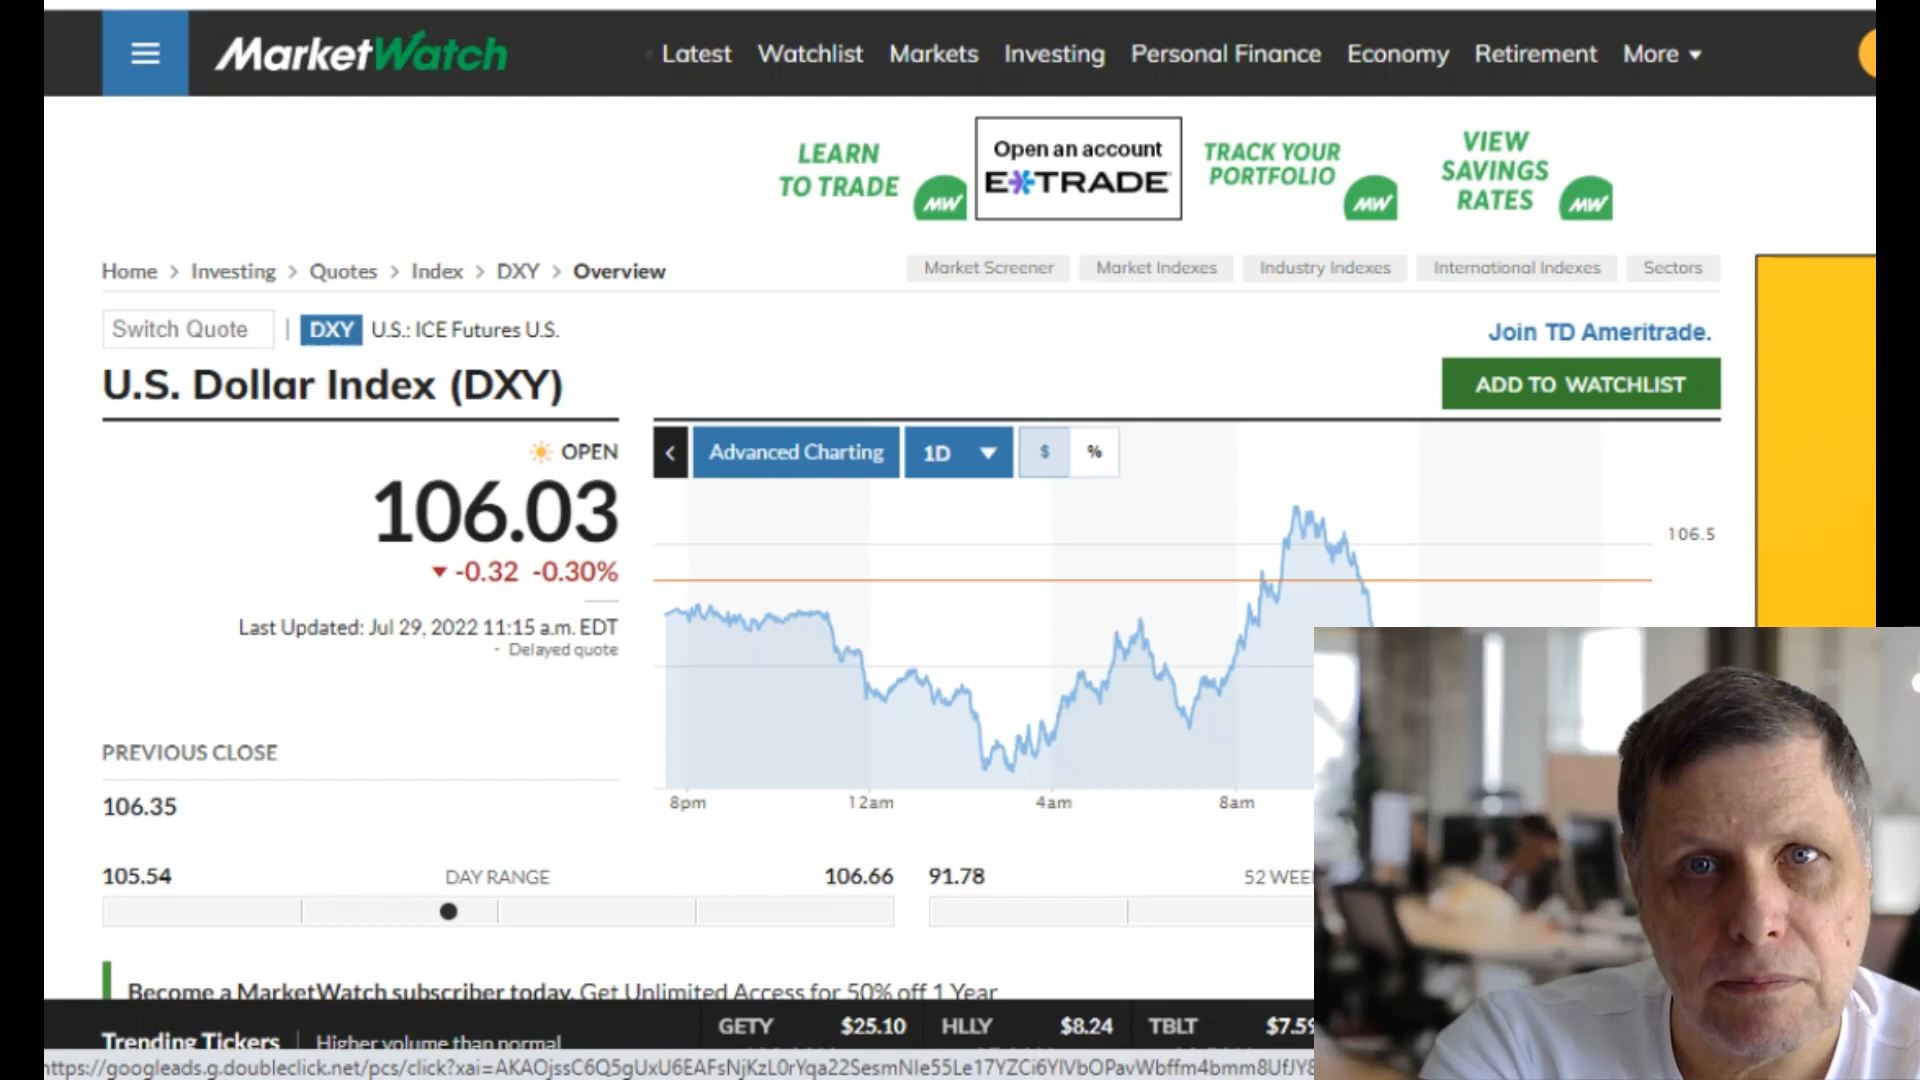 MarketWatch
Latest Watchlist Markets Investing Personal Finance Economy Retirement More
LEARN
TO TRADE
MW
Open an account
E*TRADE
TRACK YOUR
PORTFOLIO
MW
VIEW
SAVINGS
RATES
MW
Home > Investing > Quotes > Index > DXY > Overview
Market Screener Market Indexes Industry Indexes International Indexes Sectors
Switch Quote | DXY U.S.: ICE Futures U.S.
Join TD Ameritrade.
U.S. Dollar Index (DXY)
ADD TO WATCHLIST
OPEN
106.03
-0.32 -0.30%
Last Updated: Jul 29, 2022 11:15 a.m. EDT
- Delayed quote
< Advanced Charting 1D $ %
106.5
8pm 12am 4am 8am
PREVIOUS CLOSE
106.35
105.54 DAY RANGE 106.66
91.78 52
Become a MarketWatch subscriber today. Get Unlimited Access for 50% off 1 Year
Trending Tickers | Higher volume than normal
GETY $25.10 HLLY $8.24 TBLT